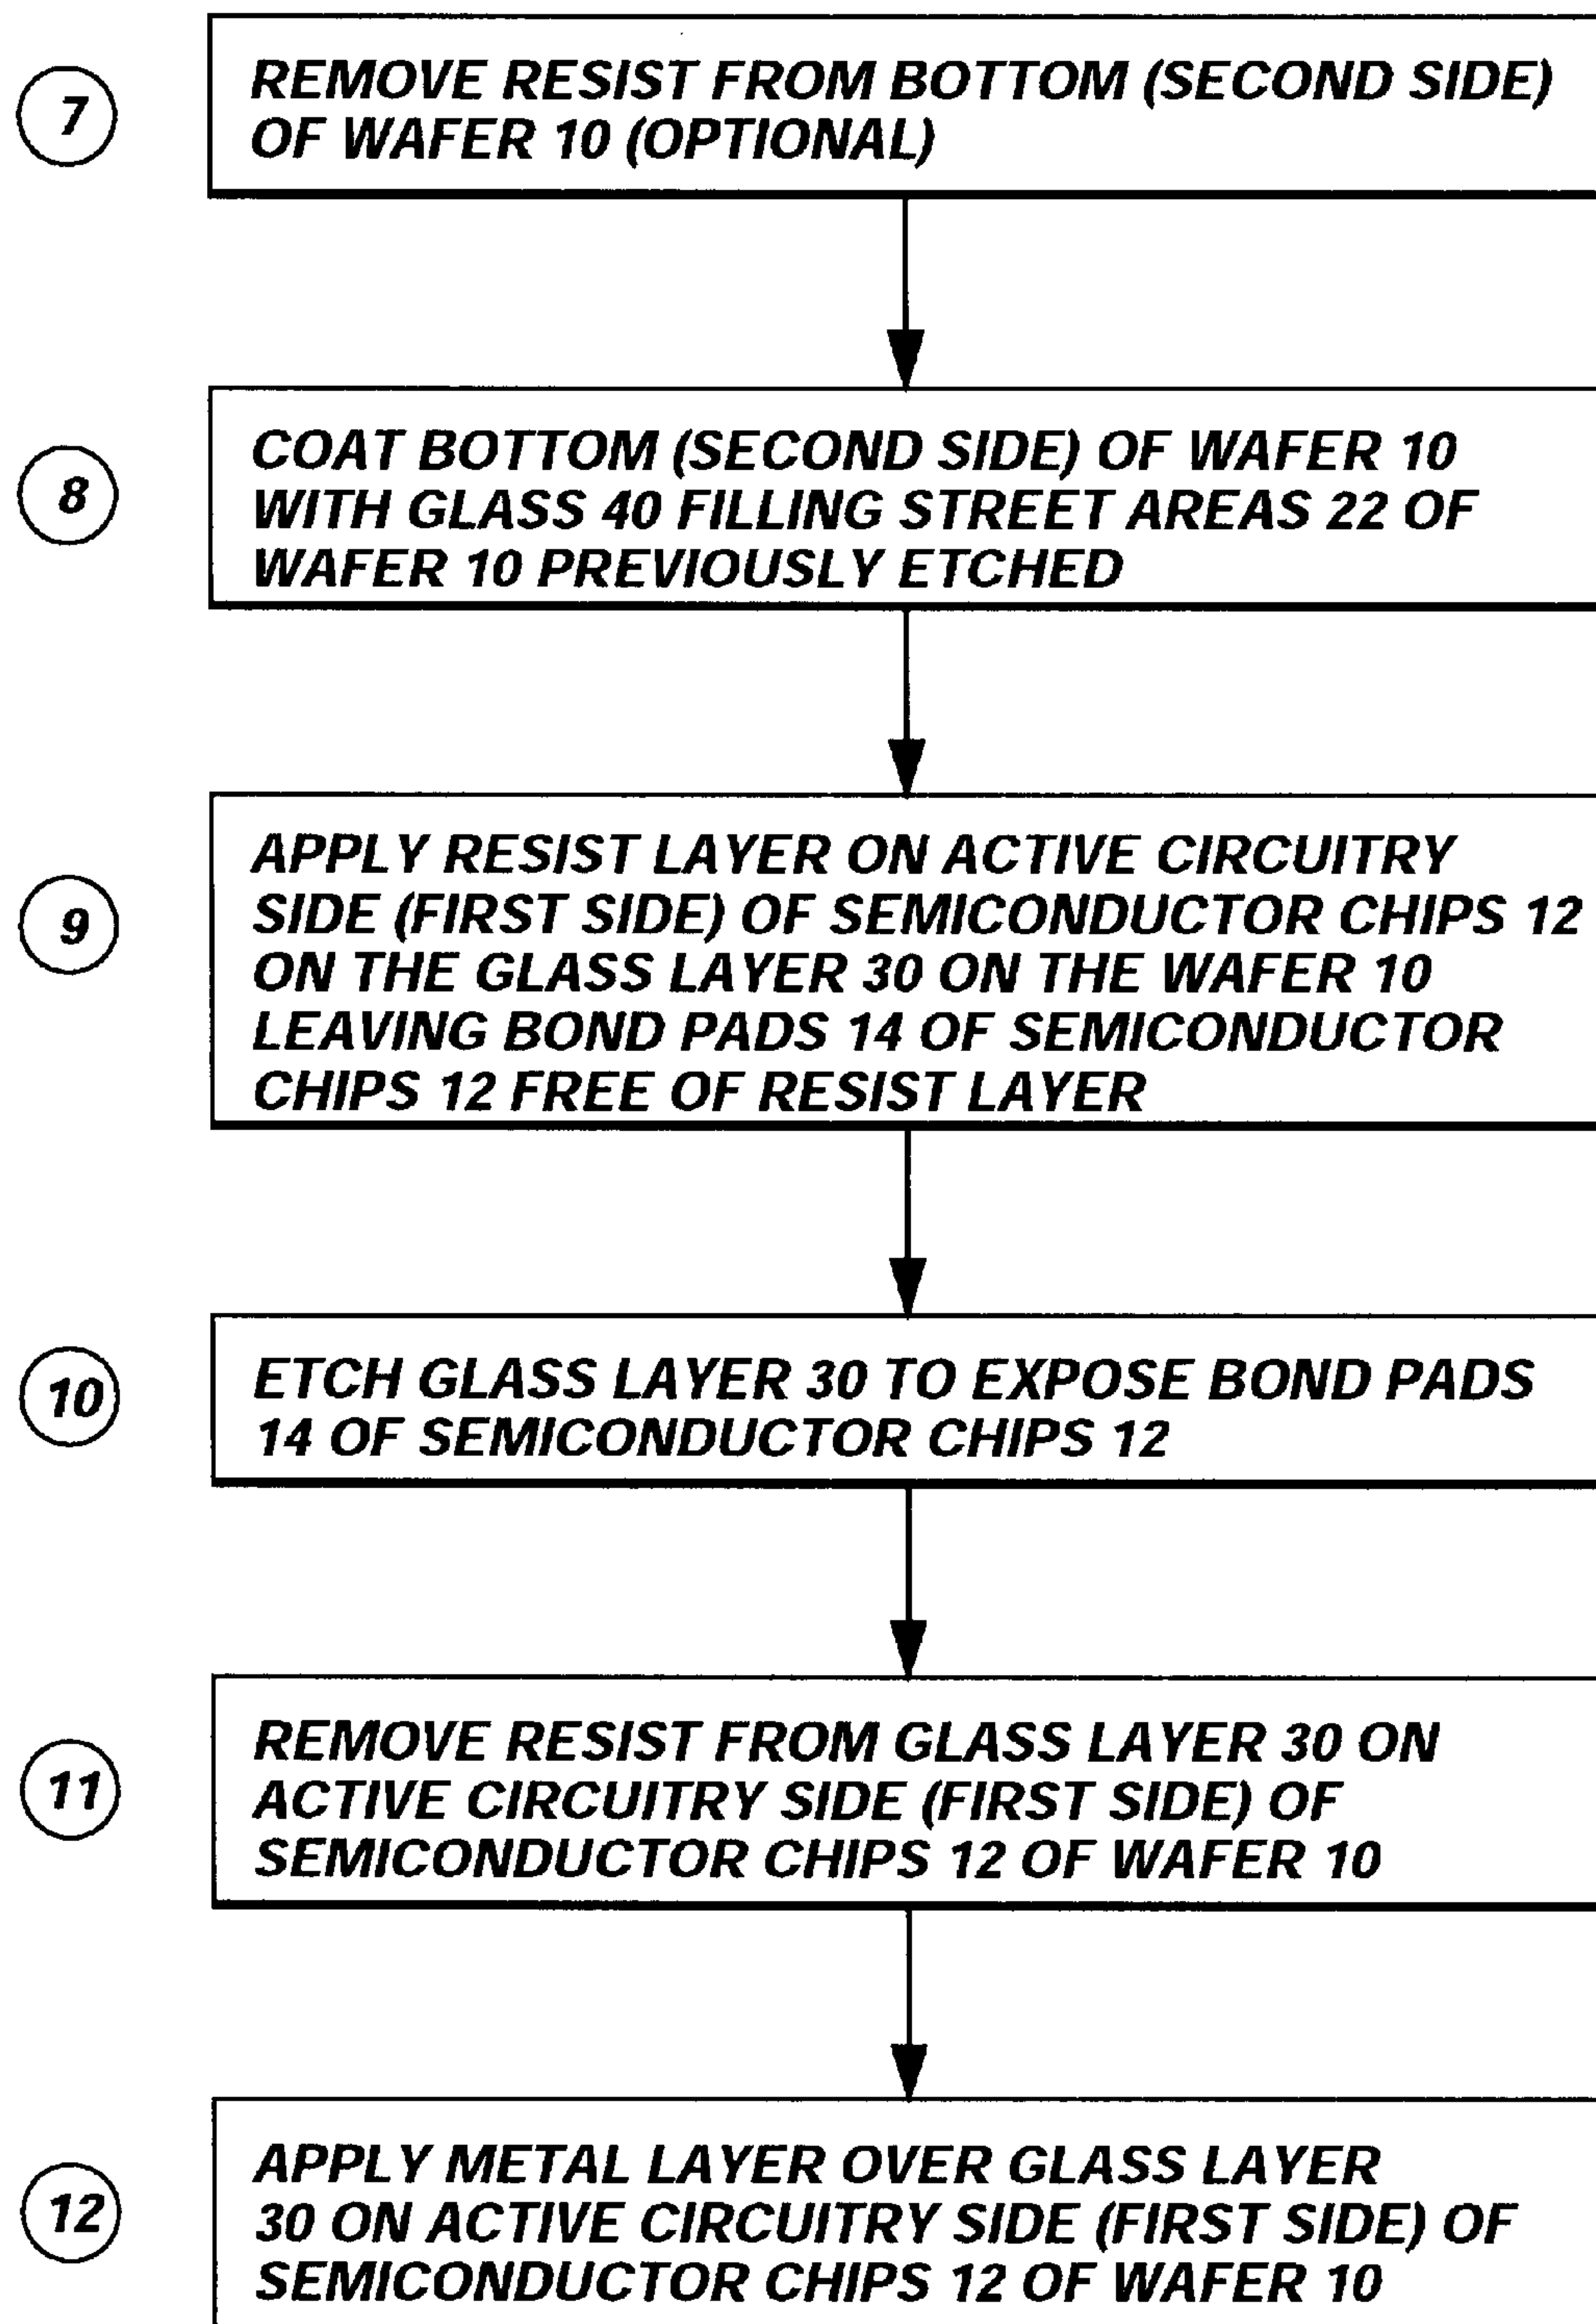 7
REMOVE RESIST FROM BOTTOM (SECOND SIDE)
OF WAFER 10 (OPTIONAL)
8
COAT BOTTOM (SECOND SIDE) OF WAFER 10
WITH GLASS 40 FILLING STREET AREAS 22 OF
WAFER 10 PREVIOUSLY ETCHED
9
APPLY RESIST LAYER ON ACTIVE CIRCUITRY
SIDE (FIRST SIDE) OF SEMICONDUCTOR CHIPS 12
ON THE GLASS LAYER 30 ON THE WAFER 10
LEAVING BOND PADS 14 OF SEMICONDUCTOR
CHIPS 12 FREE OF RESIST LAYER
10
ETCH GLASS LAYER 30 TO EXPOSE BOND PADS
14 OF SEMICONDUCTOR CHIPS 12
11
REMOVE RESIST FROM GLASS LAYER 30 ON
ACTIVE CIRCUITRY SIDE (FIRST SIDE) OF
SEMICONDUCTOR CHIPS 12 OF WAFER 10
12
APPLY METAL LAYER OVER GLASS LAYER
30 ON ACTIVE CIRCUITRY SIDE (FIRST SIDE) OF
SEMICONDUCTOR CHIPS 12 OF WAFER 10